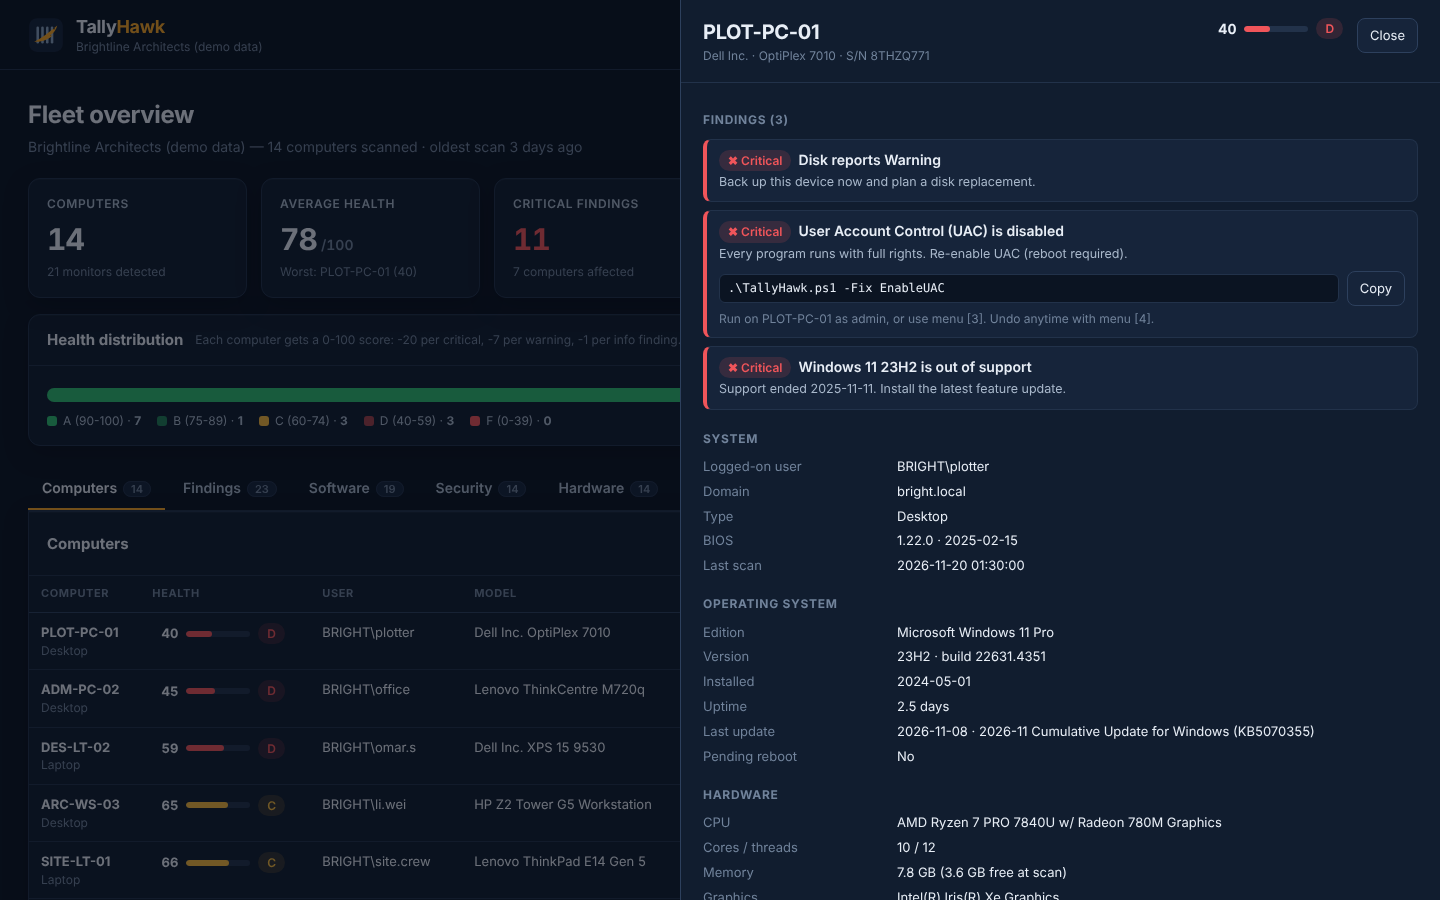 TallyHawk
Brightline Architects (demo data)
Fleet overview
Brightline Architects (demo data) — 14 computers scanned · oldest scan 3 days ago
COMPUTERS
14
21 monitors detected
AVERAGE HEALTH
78 /100
Worst: PLOT-PC-01 (40)
CRITICAL FINDINGS
11
7 computers affected
Health distribution Each computer gets a 0-100 score: -20 per critical, -7 per warning, -1 per info finding.
A (90-100) · 7 B (75-89) · 1 C (60-74) · 3 D (40-59) · 3 F (0-39) · 0
Computers 14 Findings 23 Software 19 Security 14 Hardware 14
Computers
COMPUTER HEALTH USER MODEL
PLOT-PC-01 40 D BRIGHT\plotter Dell Inc. OptiPlex 7010
Desktop
ADM-PC-02 45 D BRIGHT\office Lenovo ThinkCentre M720q
Desktop
DES-LT-02 59 D BRIGHT\omar.s Dell Inc. XPS 15 9530
Laptop
ARC-WS-03 65 C BRIGHT\li.wei HP Z2 Tower G5 Workstation
Desktop
SITE-LT-01 66 C BRIGHT\site.crew Lenovo ThinkPad E14 Gen 5
Laptop
PLOT-PC-01 40 D Close
Dell Inc. · OptiPlex 7010 · S/N 8THZQ771
FINDINGS (3)
✖ Critical Disk reports Warning
Back up this device now and plan a disk replacement.
✖ Critical User Account Control (UAC) is disabled
Every program runs with full rights. Re-enable UAC (reboot required).
.\TallyHawk.ps1 -Fix EnableUAC Copy
Run on PLOT-PC-01 as admin, or use menu [3]. Undo anytime with menu [4].
✖ Critical Windows 11 23H2 is out of support
Support ended 2025-11-11. Install the latest feature update.
SYSTEM
Logged-on user BRIGHT\plotter
Domain bright.local
Type Desktop
BIOS 1.22.0 · 2025-02-15
Last scan 2026-11-20 01:30:00
OPERATING SYSTEM
Edition Microsoft Windows 11 Pro
Version 23H2 · build 22631.4351
Installed 2024-05-01
Uptime 2.5 days
Last update 2026-11-08 · 2026-11 Cumulative Update for Windows (KB5070355)
Pending reboot No
HARDWARE
CPU AMD Ryzen 7 PRO 7840U w/ Radeon 780M Graphics
Cores / threads 10 / 12
Memory 7.8 GB (3.6 GB free at scan)
Graphics Intel(R) Iris(R) Xe Graphics